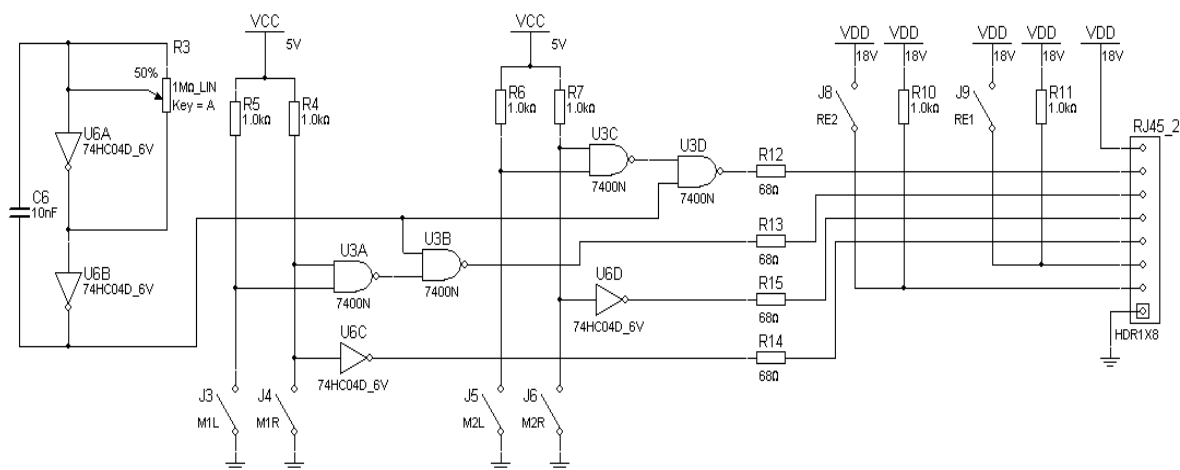 VCC
5V
VCC
5V
VDD
18V
VDD
18V
VDD
18V
VDD
18V
VDD
18V
R3
50%
1MΩ_LIN
Key = A
R5
1.0kΩ
R4
1.0kΩ
R6
1.0kΩ
R7
1.0kΩ
J8
RE2
R10
1.0kΩ
J9
RE1
R11
1.0kΩ
RJ45_2
U6A
74HC04D_6V
U3C
7400N
U3D
7400N
R12
68Ω
C6
10nF
R13
68Ω
U3A
7400N
U3B
7400N
U6B
74HC04D_6V
U6D
74HC04D_6V
R15
68Ω
HDR1X8
U6C
74HC04D_6V
R14
68Ω
J3
M1L
J4
M1R
J5
M2L
J6
M2R